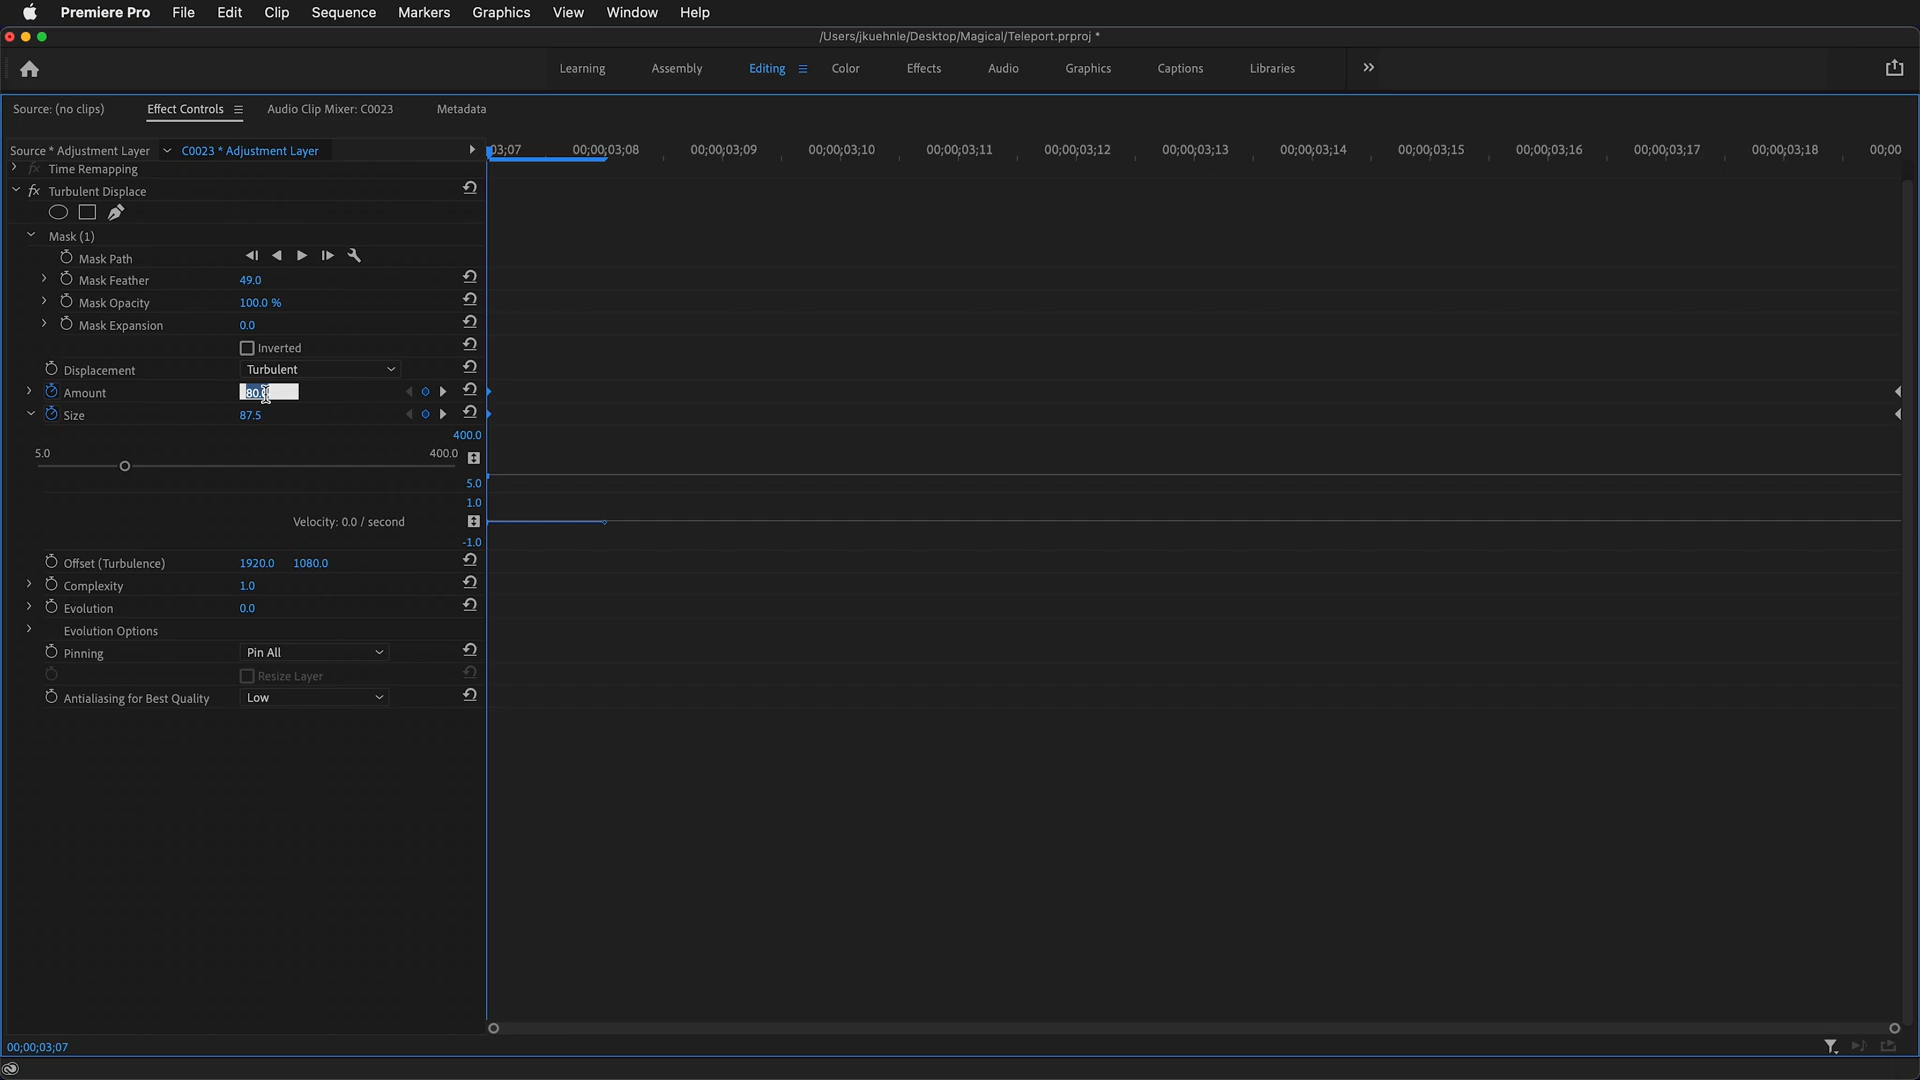 Premiere Pro File Edit Clip Sequence Markers Graphics View Window Help
/Users/jkuehnle/Desktop/Magical/Teleport.prproj *
Learning Assembly Editing Color Effects Audio Graphics Captions Libraries
Source: (no clips) Effect Controls Audio Clip Mixer: C0023 Metadata
Source * Adjustment Layer C0023 * Adjustment Layer 03;07 00;00;03;08 00;00;03;09 00;00;03;10 00;00;03;11 00;00;03;12 00;00;03;13 00;00;03;14 00;00;03;15 00;00;03;16 00;00;03;17 00;00;03;18 00;00
fx Time Remapping
fx Turbulent Displace
Mask (1)
Mask Path
Mask Feather 49.0
Mask Opacity 100.0 %
Mask Expansion 0.0
Inverted
Displacement Turbulent
Amount 80.
Size 87.5
400.0
5.0 400.0
5.0
1.0
Velocity: 0.0 / second
-1.0
Offset (Turbulence) 1920.0 1080.0
Complexity 1.0
Evolution 0.0
Evolution Options
Pinning Pin All
Resize Layer
Antialiasing for Best Quality Low
00;00;03;07